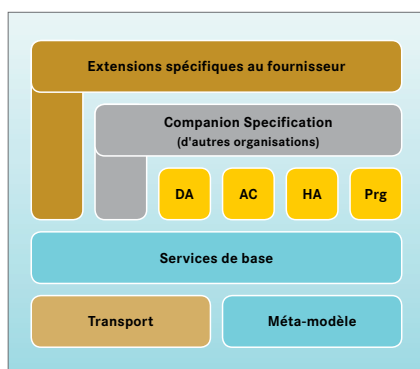 Extensions spécifiques au fournisseur
Companion Specification
(d'autres organisations)
DA AC HA Prg
Services de base
Transport Méta-modèle